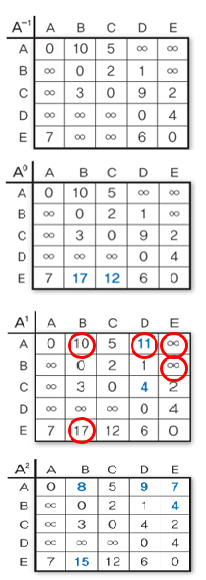 A⁻¹ A B C D E
A 0 10 5 ∞ ∞
B ∞ 0 2 1 ∞
C ∞ 3 0 9 2
D ∞ ∞ ∞ 0 4
E 7 ∞ ∞ 6 0
A⁰ A B C D E
A 0 10 5 ∞ ∞
B ∞ 0 2 1 ∞
C ∞ 3 0 9 2
D ∞ ∞ ∞ 0 4
E 7 17 12 6 0
A¹ A B C D E
A 0 10 5 11 ∞
B ∞ 0 2 1 ∞
C ∞ 3 0 4 2
D ∞ ∞ ∞ 0 4
E 7 17 12 6 0
A² A B C D E
A 0 8 5 9 7
B ∞ 0 2 1 4
C ∞ 3 0 4 2
D ∞ ∞ ∞ 0 4
E 7 15 12 6 0